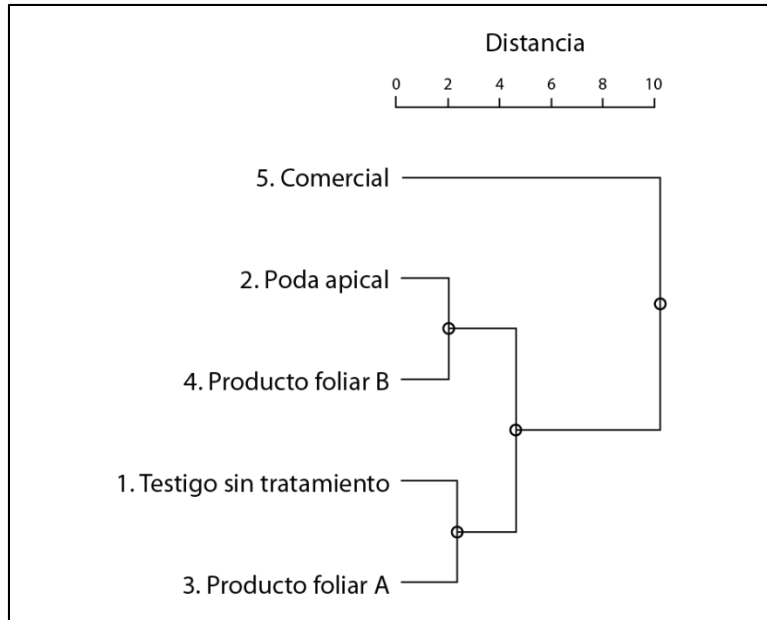 Distancia
0 2 4 6 8 10
5. Comercial
2. Poda apical
4. Producto foliar B
1. Testigo sin tratamiento
3. Producto foliar A